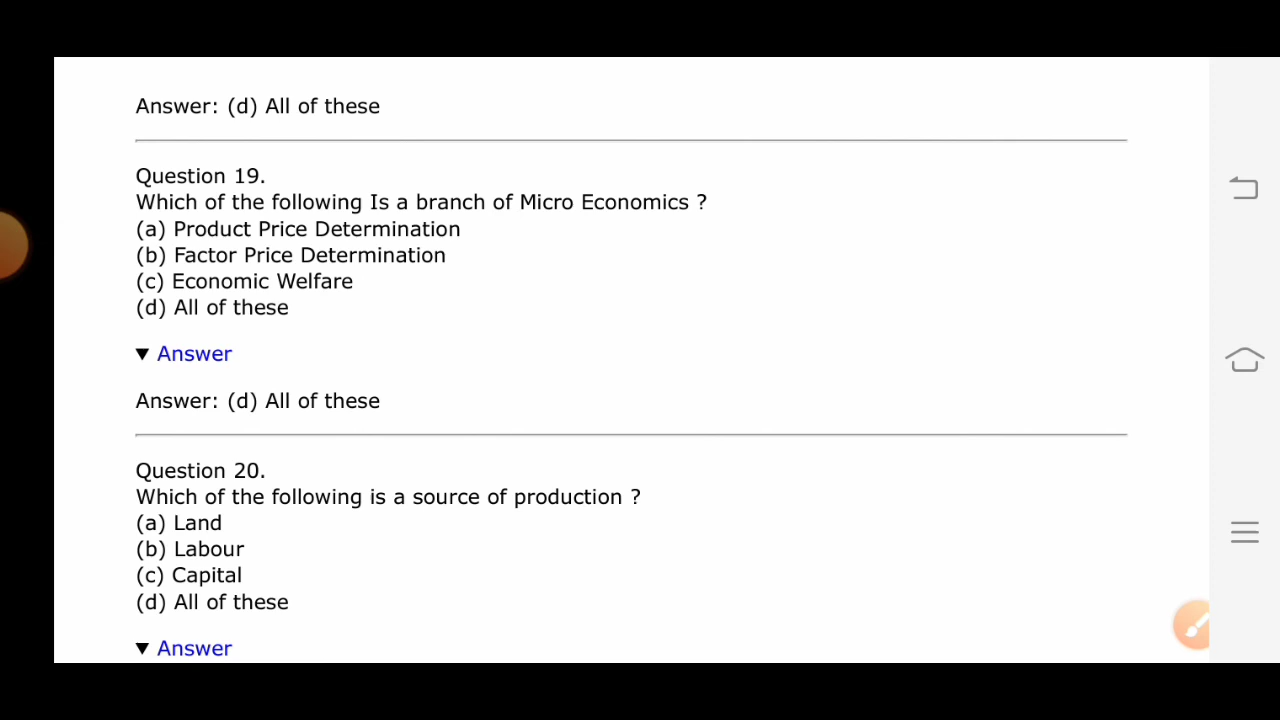 Answer: (d) All of these
Question 19.
Which of the following Is a branch of Micro Economics ?
(a) Product Price Determination
(b) Factor Price Determination
(c) Economic Welfare
(d) All of these
▼ Answer
Answer: (d) All of these
Question 20.
Which of the following is a source of production ?
(a) Land
(b) Labour
(c) Capital
(d) All of these
▼ Answer